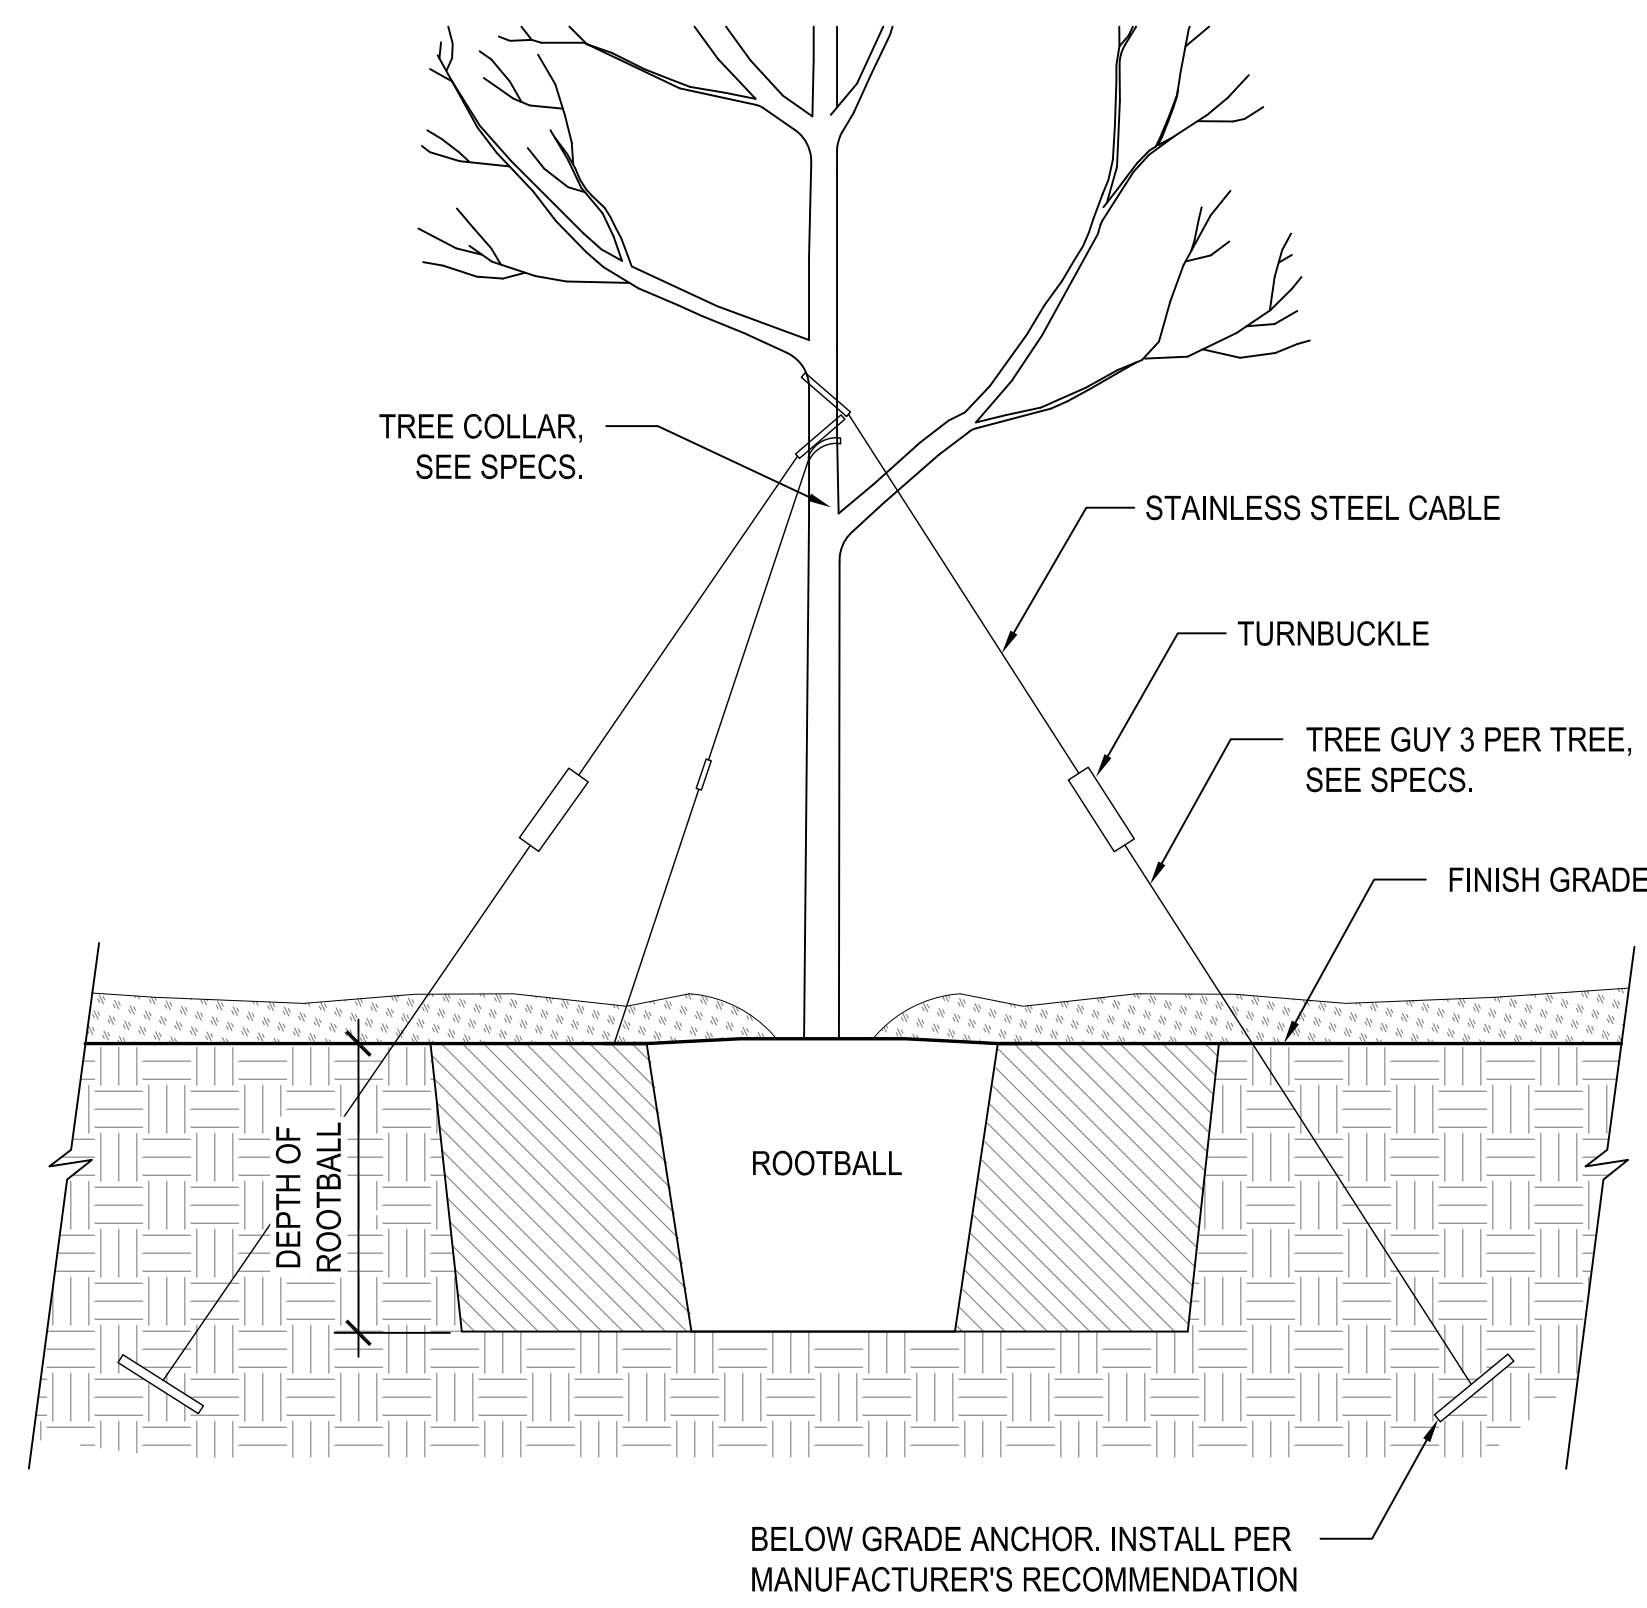 TREE COLLAR,
SEE SPECS.
STAINLESS STEEL CABLE
TURNBUCKLE
TREE GUY 3 PER TREE,
SEE SPECS.
FINISH GRADE
DEPTH OF
ROOTBALL
ROOTBALL
BELOW GRADE ANCHOR. INSTALL PER
MANUFACTURER'S RECOMMENDATION